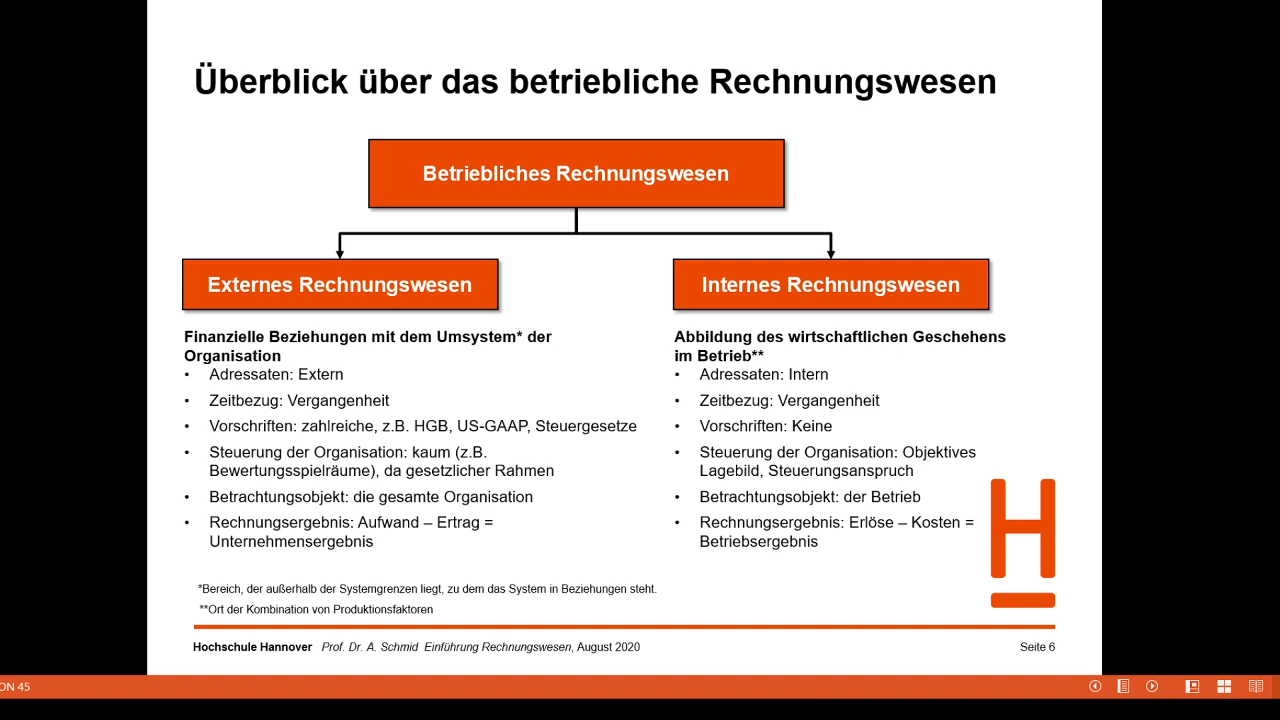 Überblick über das betriebliche Rechnungswesen
Betriebliches Rechnungswesen
Externes Rechnungswesen
Finanzielle Beziehungen mit dem Umsystem* der
Organisation
• Adressaten: Extern
• Zeitbezug: Vergangenheit
• Vorschriften: zahlreiche, z.B. HGB, US-GAAP, Steuergesetze
• Steuerung der Organisation: kaum (z.B.
Bewertungsspielräume), da gesetzlicher Rahmen
• Betrachtungsobjekt: die gesamte Organisation
• Rechnungsergebnis: Aufwand – Ertrag =
Unternehmensergebnis
Internes Rechnungswesen
Abbildung des wirtschaftlichen Geschehens
im Betrieb**
• Adressaten: Intern
• Zeitbezug: Vergangenheit
• Vorschriften: Keine
• Steuerung der Organisation: Objektives
Lagebild, Steuerungsanspruch
• Betrachtungsobjekt: der Betrieb
• Rechnungsergebnis: Erlöse – Kosten =
Betriebsergebnis
H
*Bereich, der außerhalb der Systemgrenzen liegt, zu dem das System in Beziehungen steht.
**Ort der Kombination von Produktionsfaktoren
Hochschule Hannover Prof. Dr. A. Schmid Einführung Rechnungswesen, August 2020 Seite 6
ON 45